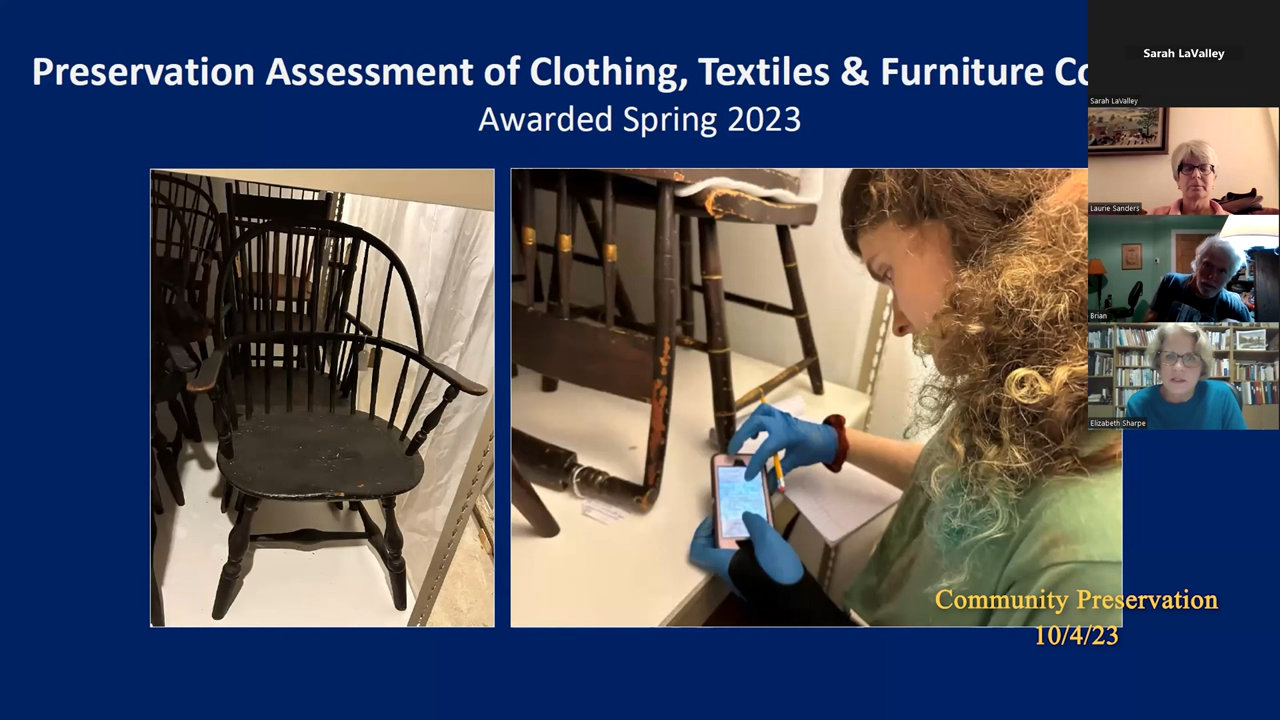 Preservation Assessment of Clothing, Textiles & Furniture Co
Awarded Spring 2023
Sarah LaValley
Sarah LaValley
Laurie Sanders
Brian
Elizabeth Sharpe
Community Preservation
10/4/23